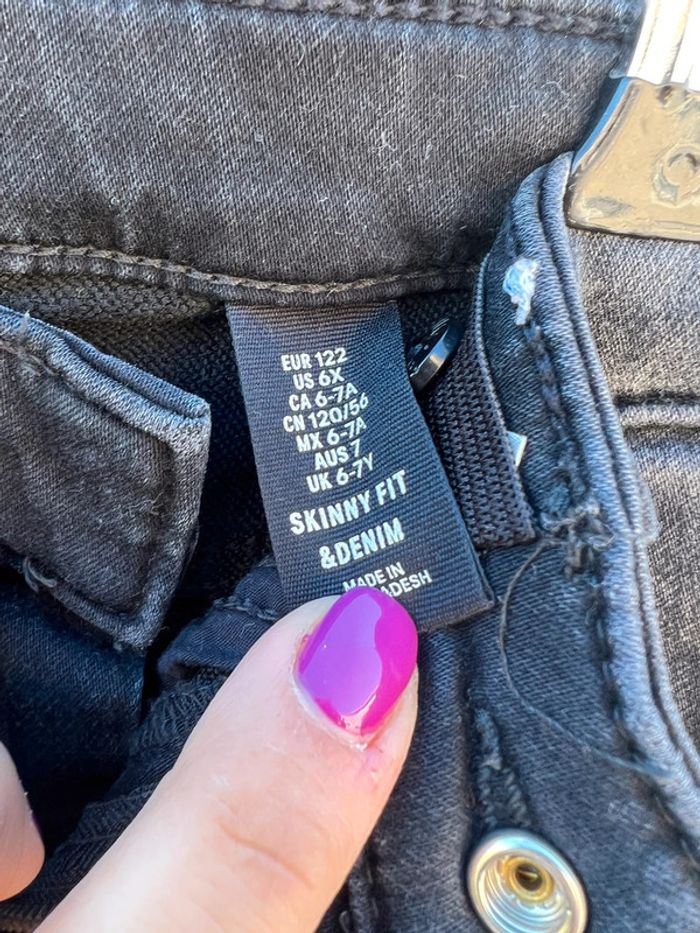 EUR 122
US 6X
CA 6-7A
CN 120/56
MX 6-7A
AUS 7
UK 6-7Y
SKINNY FIT
&DENIM
MADE IN